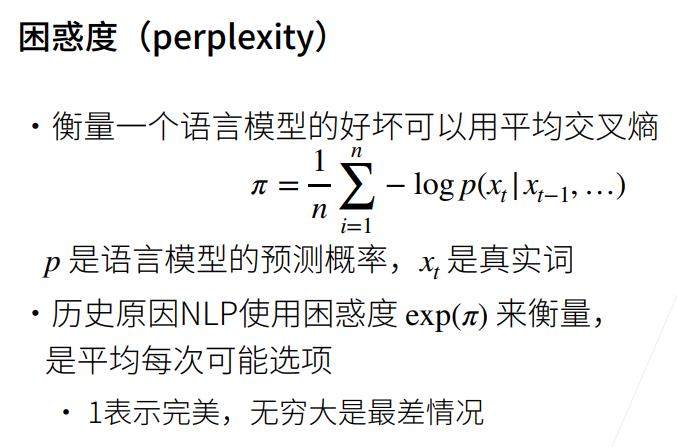 困惑度（perplexity）
• 衡量一个语言模型的好坏可以用平均交叉熵
π = \frac{1}{n} \sum_{i=1}^{n} − log p(x_t | x_{t−1}, …)
p 是语言模型的预测概率，x_t 是真实词
• 历史原因NLP使用困惑度 exp(π) 来衡量，
是平均每次可能选项
• 1表示完美，无穷大是最差情况